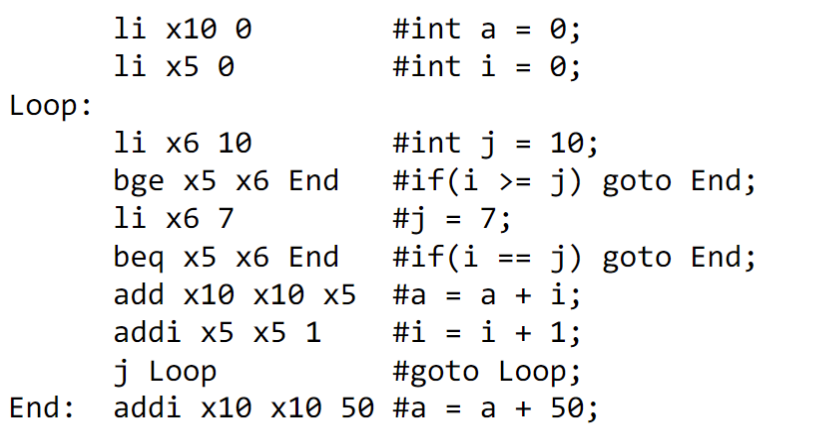 li x10 0 #int a = 0;
li x5 0 #int i = 0;
Loop:
li x6 10 #int j = 10;
bge x5 x6 End #if(i >= j) goto End;
li x6 7 #j = 7;
beq x5 x6 End #if(i == j) goto End;
add x10 x10 x5 #a = a + i;
addi x5 x5 1 #i = i + 1;
j Loop #goto Loop;
End: addi x10 x10 50 #a = a + 50;